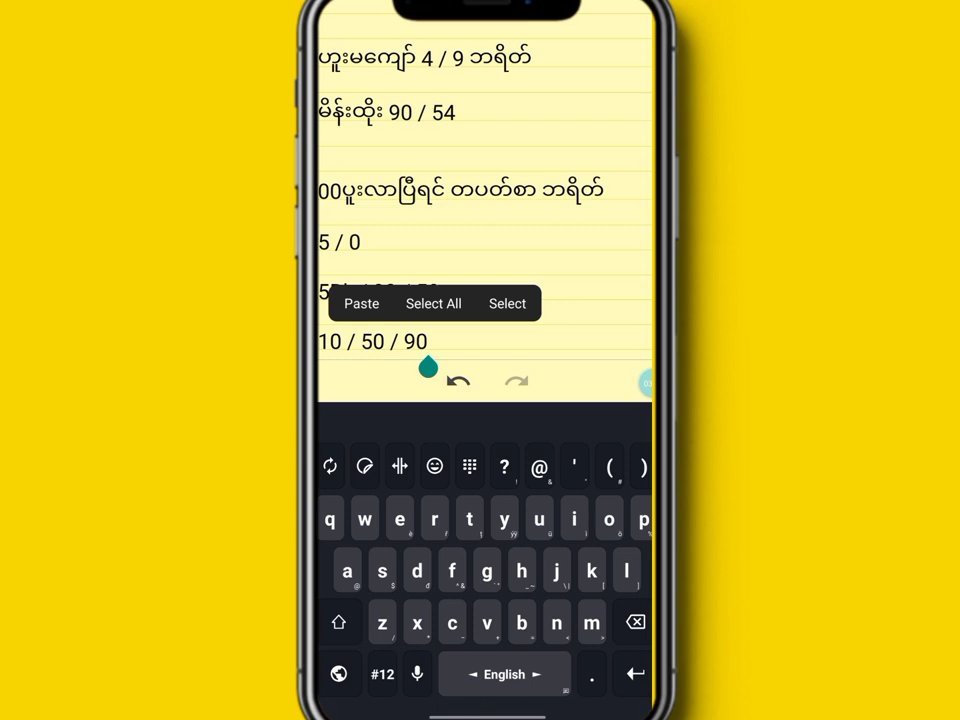 ဟူးမကျော် 4 / 9 ဘရိတ်
မိန်းထိုး 90 / 54
00ပူးလာပြီရင် တပတ်စာ ဘရိတ်
5 / 0
Paste Select All Select
10 / 50 / 90
? @ ' ( )
q w e r t y u i o p
a s d f g h j k l
z x c v b n m
#12 English .